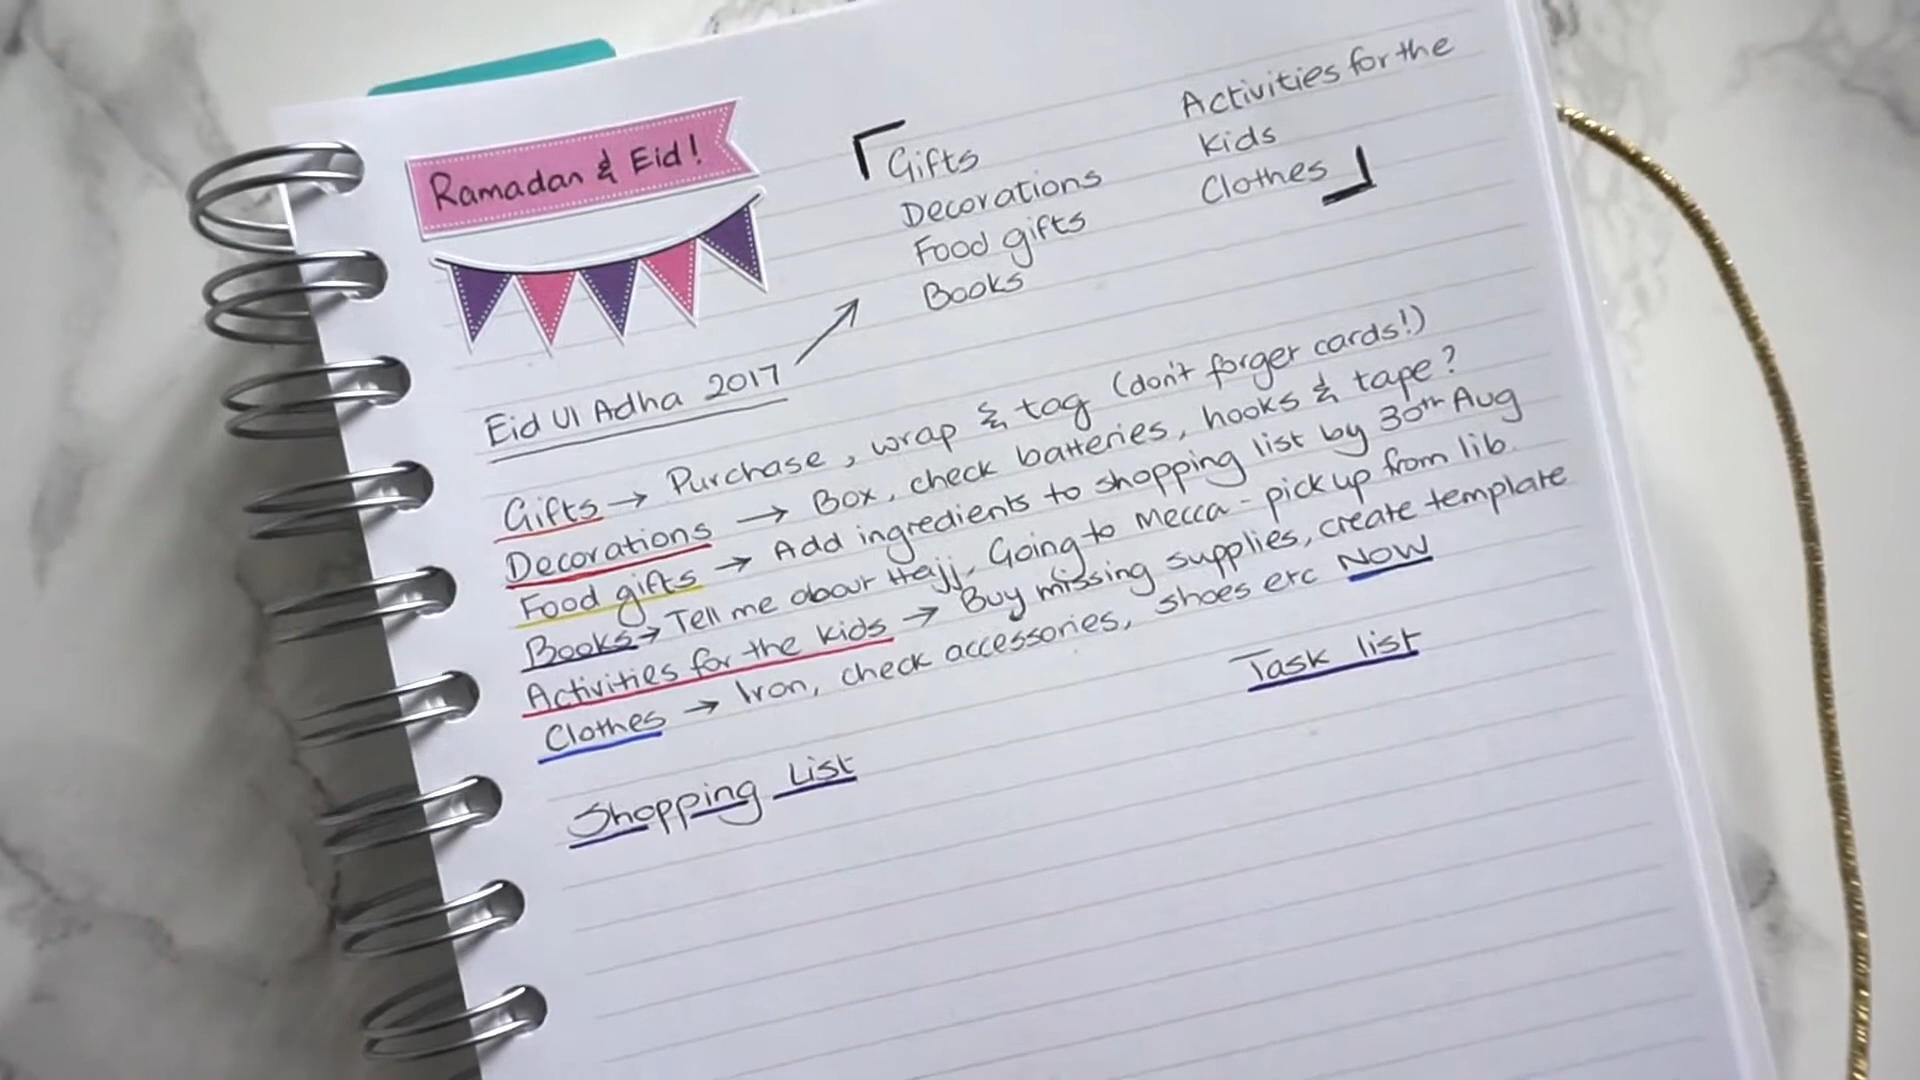 Ramadan & Eid!
Gifts
Decorations
Food gifts
Books
Activities for the
Kids
Clothes
Eid Ul Adha 2017
Gifts → Purchase, wrap & tag (don't forger cards!)
Decorations → Box, check batteries, hooks & tape?
Food gifts → Add ingredients to shopping list by 30th Aug
Books → Tell me about Hajj, Going to Mecca - pick up from lib.
Activities for the kids → Buy missing supplies, create template
Clothes → Iron, check accessories, shoes etc NOW
Task list
Shopping List